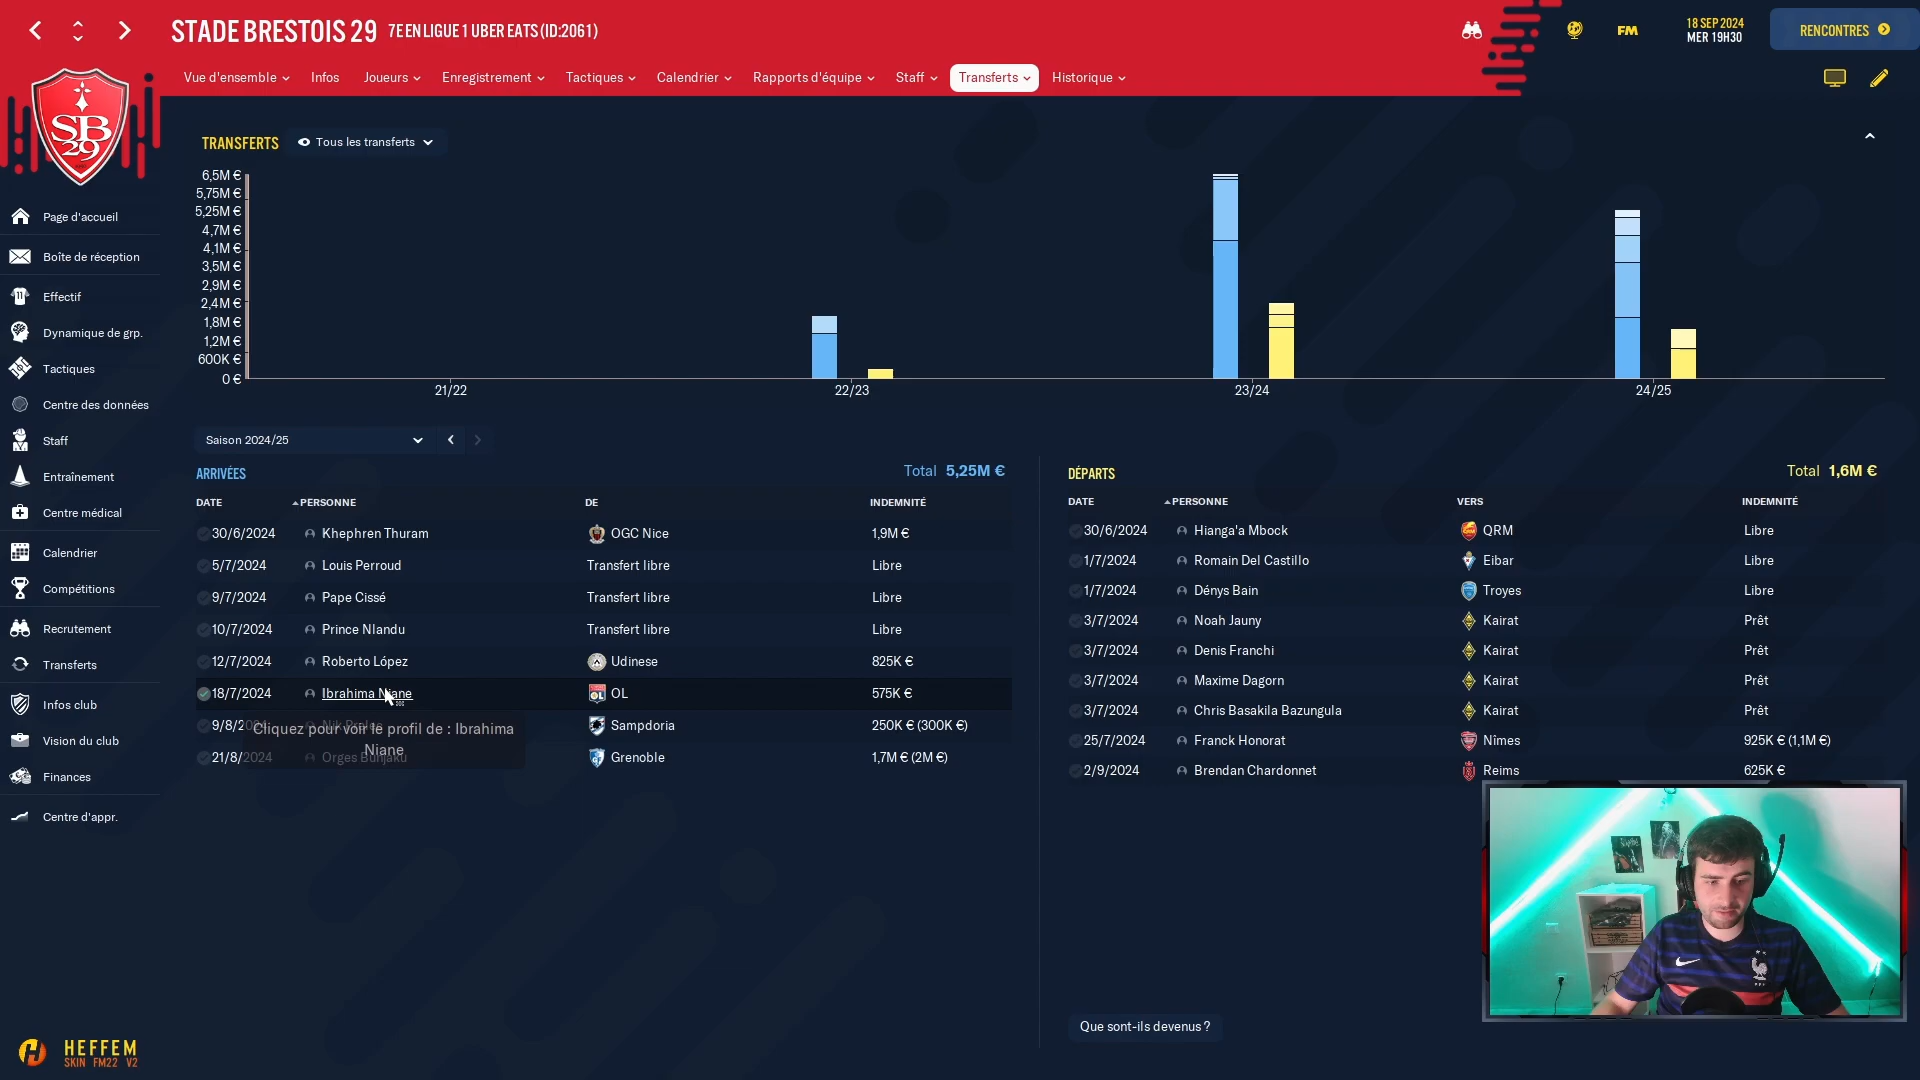 STADE BRESTOIS 29 7E EN LIGUE 1 UBER EATS (ID:2061)
FM
18 SEP 2024
MER 19H30
RENCONTRES
Vue d'ensemble Infos Joueurs Enregistrement Tactiques Calendrier Rapports d'équipe Staff Transferts Historique
SB
29
Page d'accueil
Boîte de réception
Effectif
Dynamique de grp.
Tactiques
Centre des données
Staff
Entraînement
Centre médical
Calendrier
Compétitions
Recrutement
Transferts
Infos club
Vision du club
Finances
Centre d'appr.
HEFFEM
SKIN FM22 V2
TRANSFERTS Tous les transferts
6,5M €
5,75M €
5,25M €
4,7M €
4,1M €
3,5M €
2,9M €
2,4M €
1,8M €
1,2M €
600K €
0 €
21/22 22/23 23/24 24/25
Saison 2024/25
ARRIVÉES Total 5,25M €
DATE PERSONNE DE INDEMNITÉ
30/6/2024 Khephren Thuram OGC Nice 1,9M €
5/7/2024 Louis Perroud Transfert libre Libre
9/7/2024 Pape Cissé Transfert libre Libre
10/7/2024 Prince Nlandu Transfert libre Libre
12/7/2024 Roberto López Udinese 825K €
18/7/2024 Ibrahima Niane OL 575K €
9/8/2024 Nik Sampdoria 250K € (300K €)
21/8/2024 Orges Bunjaku Grenoble 1,7M € (2M €)
Cliquez pour voir le profil de : Ibrahima
Niane
DÉPARTS Total 1,6M €
DATE PERSONNE VERS INDEMNITÉ
30/6/2024 Hianga'a Mbock QRM Libre
1/7/2024 Romain Del Castillo Eibar Libre
1/7/2024 Dénys Bain Troyes Libre
3/7/2024 Noah Jauny Kairat Prêt
3/7/2024 Denis Franchi Kairat Prêt
3/7/2024 Maxime Dagorn Kairat Prêt
3/7/2024 Chris Basakila Bazungula Kairat Prêt
25/7/2024 Franck Honorat Nîmes 925K € (1,1M €)
2/9/2024 Brendan Chardonnet Reims 625K €
Que sont-ils devenus ?